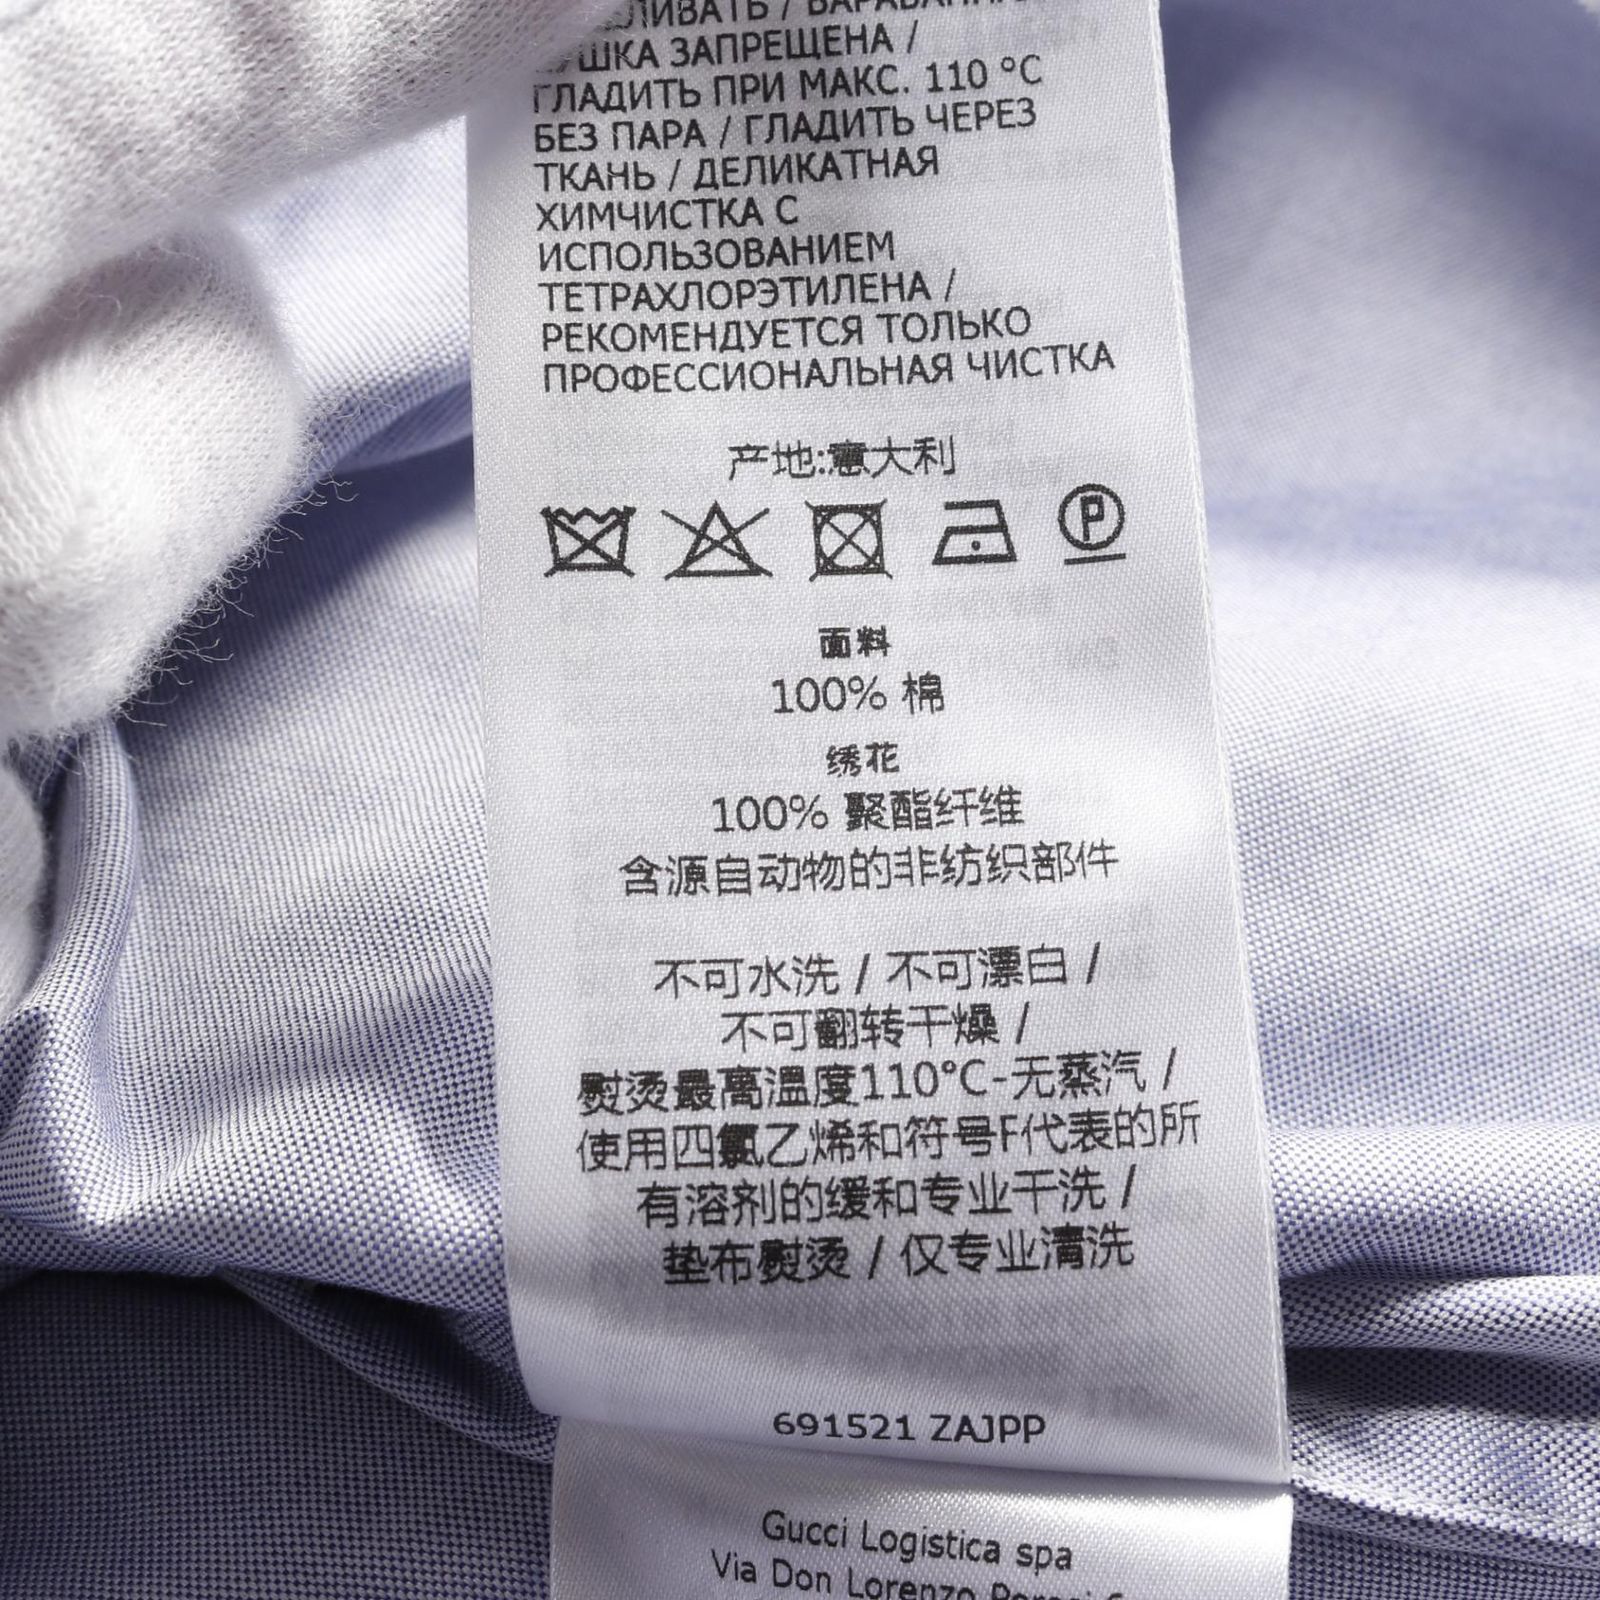 ГЛАДИТЬ ПРИ МАКС. 110 °C
БЕЗ ПАРА / ГЛАДИТЬ ЧЕРЕЗ
ТКАНЬ / ДЕЛИКАТНАЯ
ХИМЧИСТКА С
ИСПОЛЬЗОВАНИЕМ
ТЕТРАХЛОРЭТИЛЕНА /
РЕКОМЕНДУЕТСЯ ТОЛЬКО
ПРОФЕССИОНАЛЬНАЯ ЧИСТКА
产地:意大利
P
面料
100% 棉
绣花
100% 聚酯纤维
含源自动物的非纺织部件
不可水洗 / 不可漂白 /
不可翻转干燥 /
熨烫最高温度110°C-无蒸汽 /
使用四氯乙烯和符号F代表的所
有溶剂的缓和专业干洗 /
垫布熨烫 / 仅专业清洗
691521 ZAJPP
Gucci Logistica spa
Via Don Lorenzo